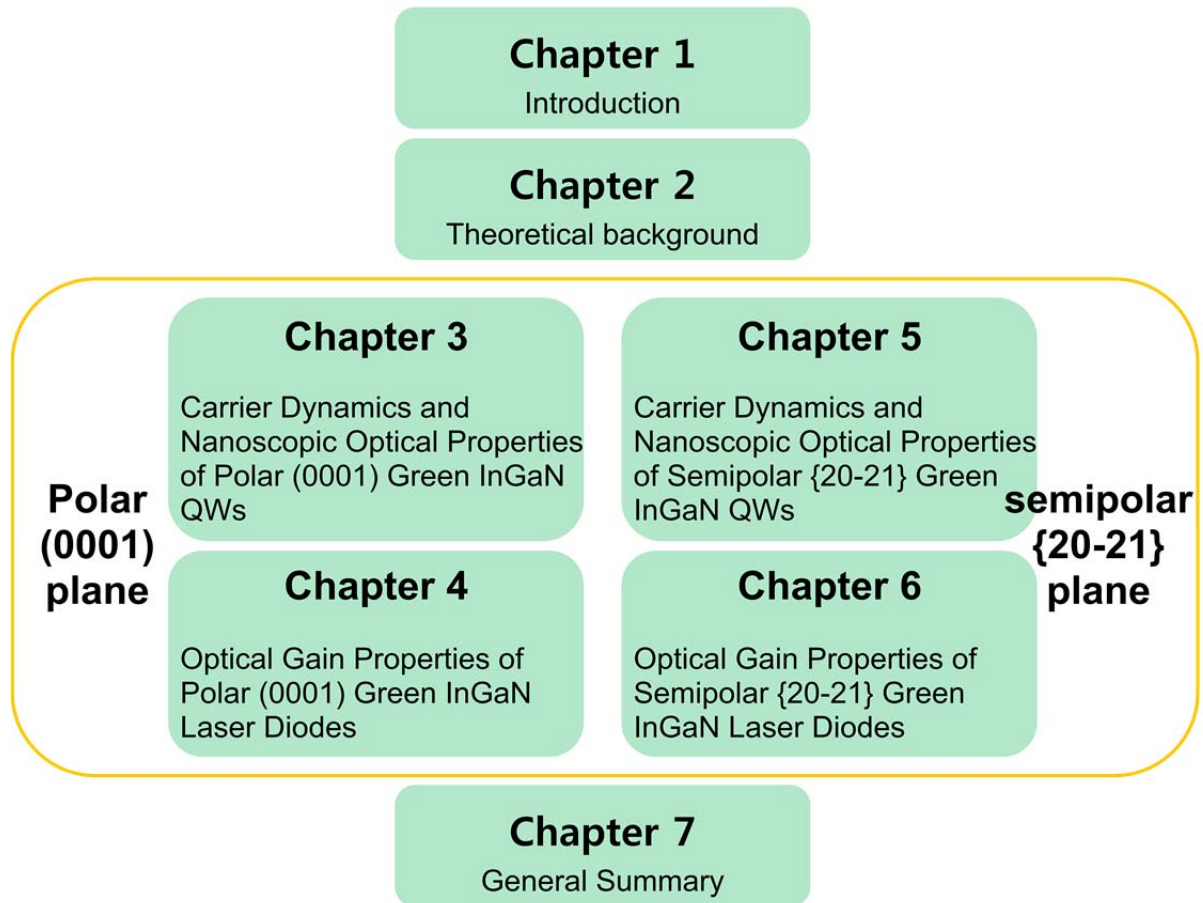 Chapter 1
Introduction
Chapter 2
Theoretical background
Polar
(0001)
plane
Chapter 3
Carrier Dynamics and
Nanoscopic Optical Properties
of Polar (0001) Green InGaN
QWs
Chapter 4
Optical Gain Properties of
Polar (0001) Green InGaN
Laser Diodes
Chapter 5
Carrier Dynamics and
Nanoscopic Optical Properties
of Semipolar {20-21} Green
InGaN QWs
Chapter 6
Optical Gain Properties of
Semipolar {20-21} Green
InGaN Laser Diodes
semipolar
{20-21}
plane
Chapter 7
General Summary